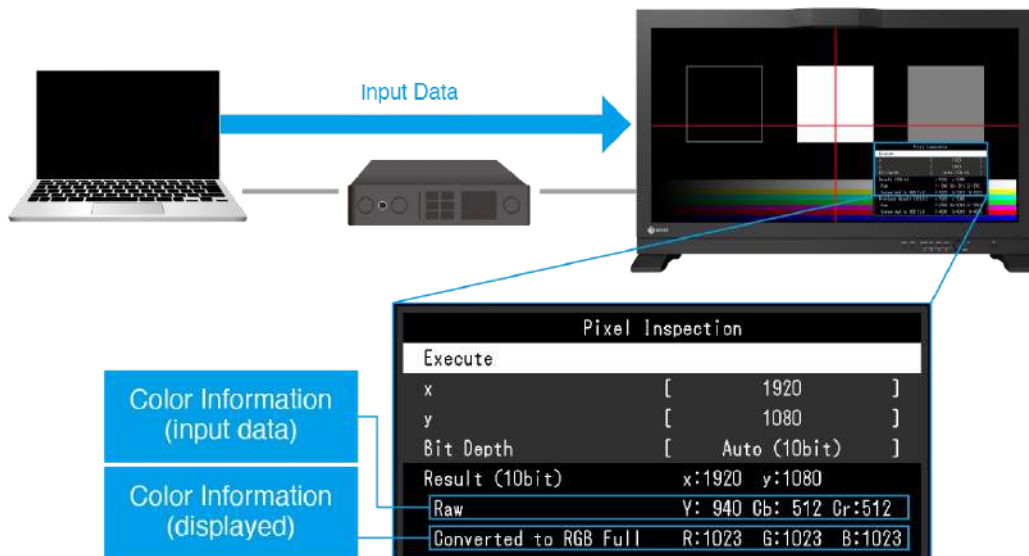 Input Data
Pixel Inspection
Execute
x [ 1920 ]
y [ 1080 ]
Bit Depth [ Auto (10bit) ]
Result (10bit) x:1920 y:1080
Raw Y: 940 Cb: 512 Cr:512
Converted to RGB Full R:1023 G:1023 B:1023
Color Information
(input data)
Color Information
(displayed)